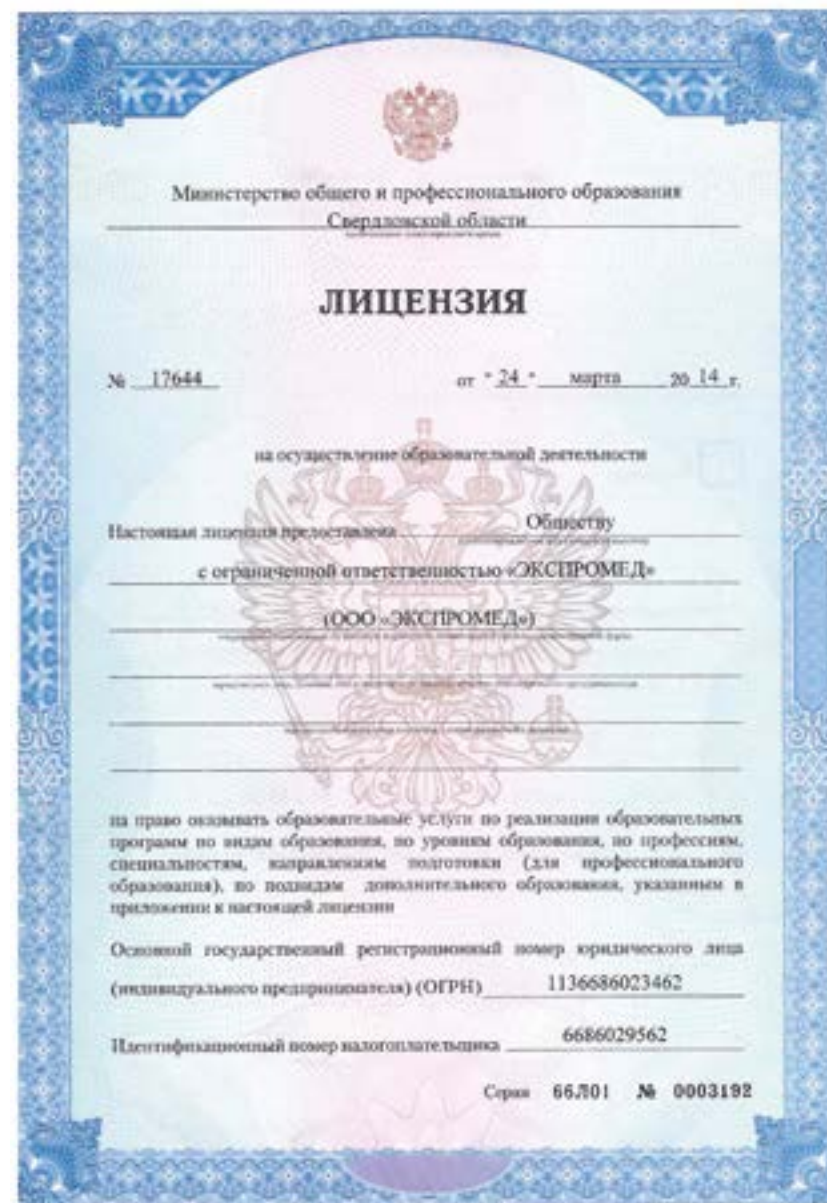 Министерство общего и профессионального образования
Свердловской области
ЛИЦЕНЗИЯ
№ 17644 от "24" марта 20 14 г.
на осуществление образовательной деятельности
Настоящая лицензия предоставлена Обществу
с ограниченной ответственностью «ЭКСПРОМЕД»
(ООО «ЭКСПРОМЕД»)
на право оказывать образовательные услуги по реализации образовательных
программ по видам образования, по уровням образования, по профессиям,
специальностям, направлениям подготовки (для профессионального
образования), по подвидам дополнительного образования, указанным в
приложении к настоящей лицензии
Основной государственный регистрационный номер юридического лица
(индивидуального предпринимателя) (ОГРН) 1136686023462
Идентификационный номер налогоплательщика 6686029562
Серия 66Л01 № 0003192